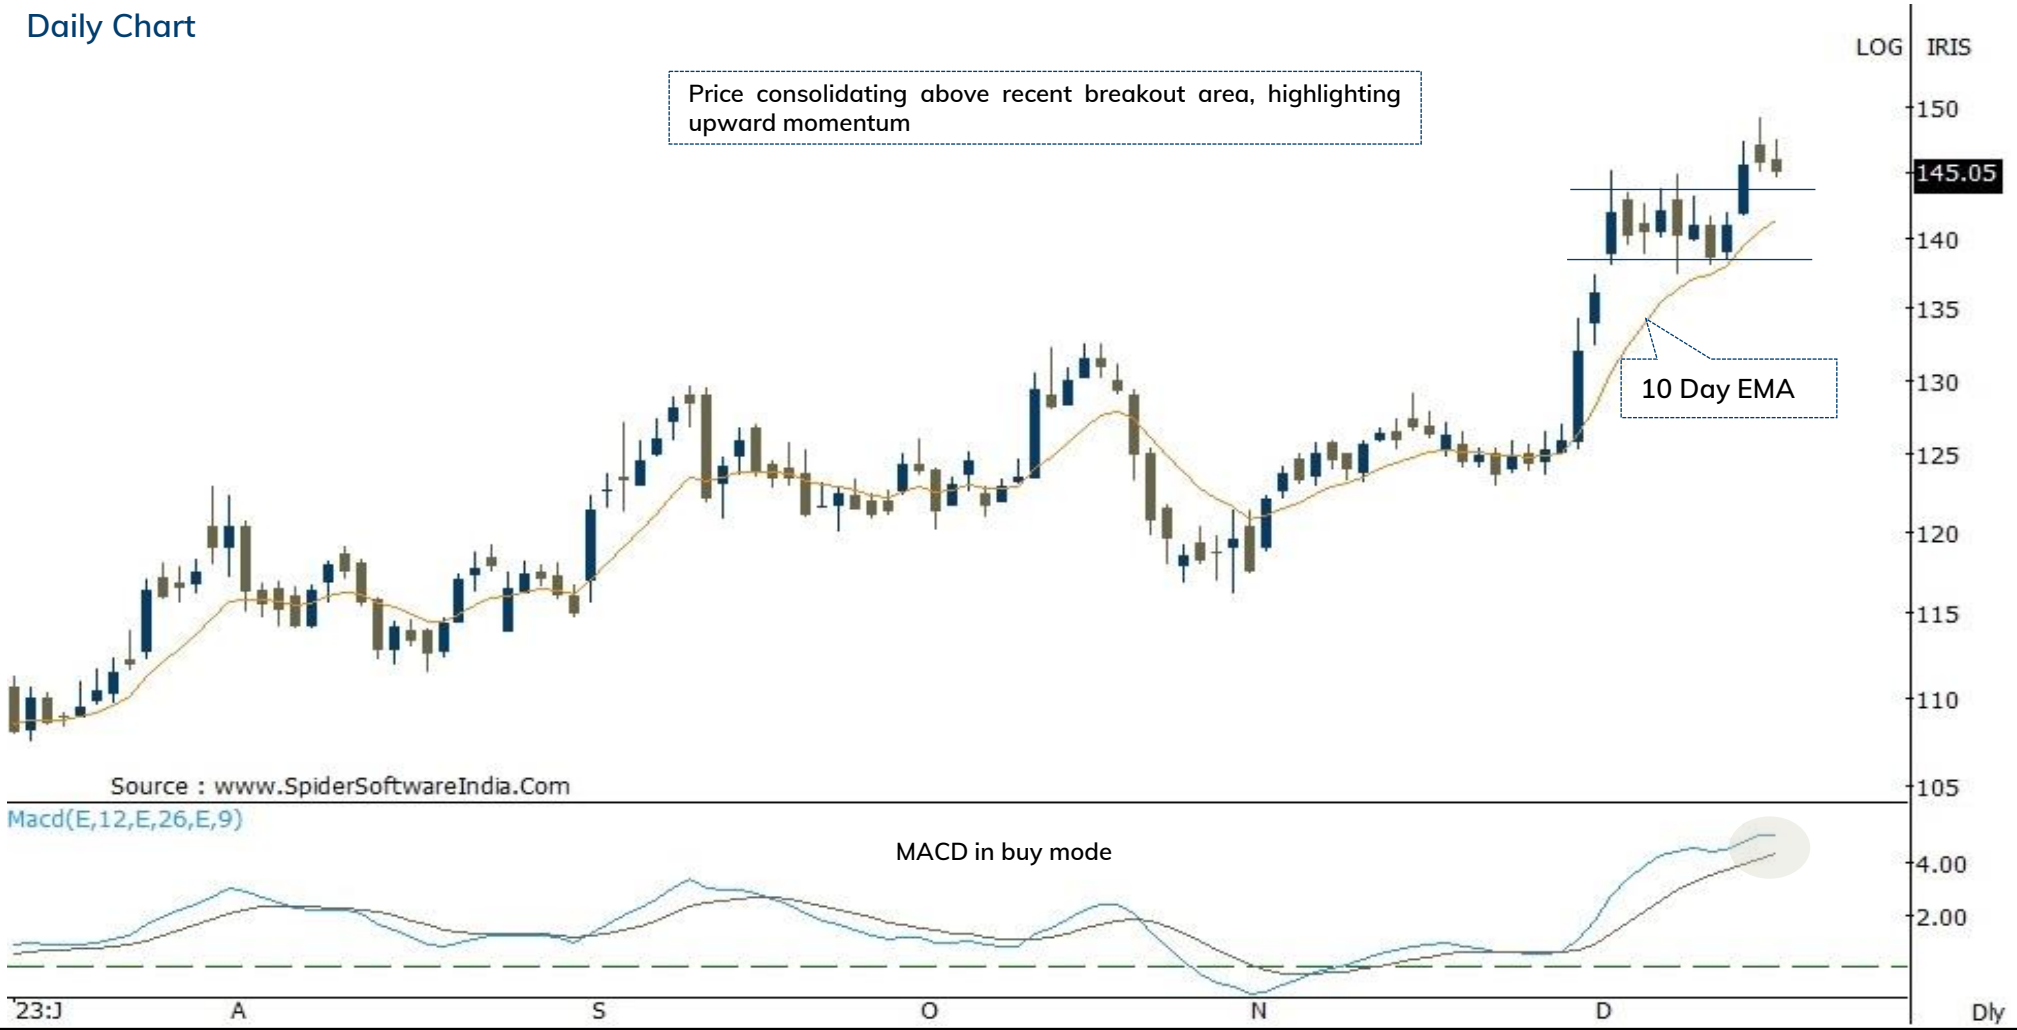 Daily Chart
LOG IRIS
Price consolidating above recent breakout area, highlighting
upward momentum
150
145.05
140
135
130
10 Day EMA
125
120
115
110
105
Source : www.SpiderSoftwareIndia.Com
Macd(E,12,E,26,E,9)
MACD in buy mode
4.00
2.00
'23:J A S O N D Dly